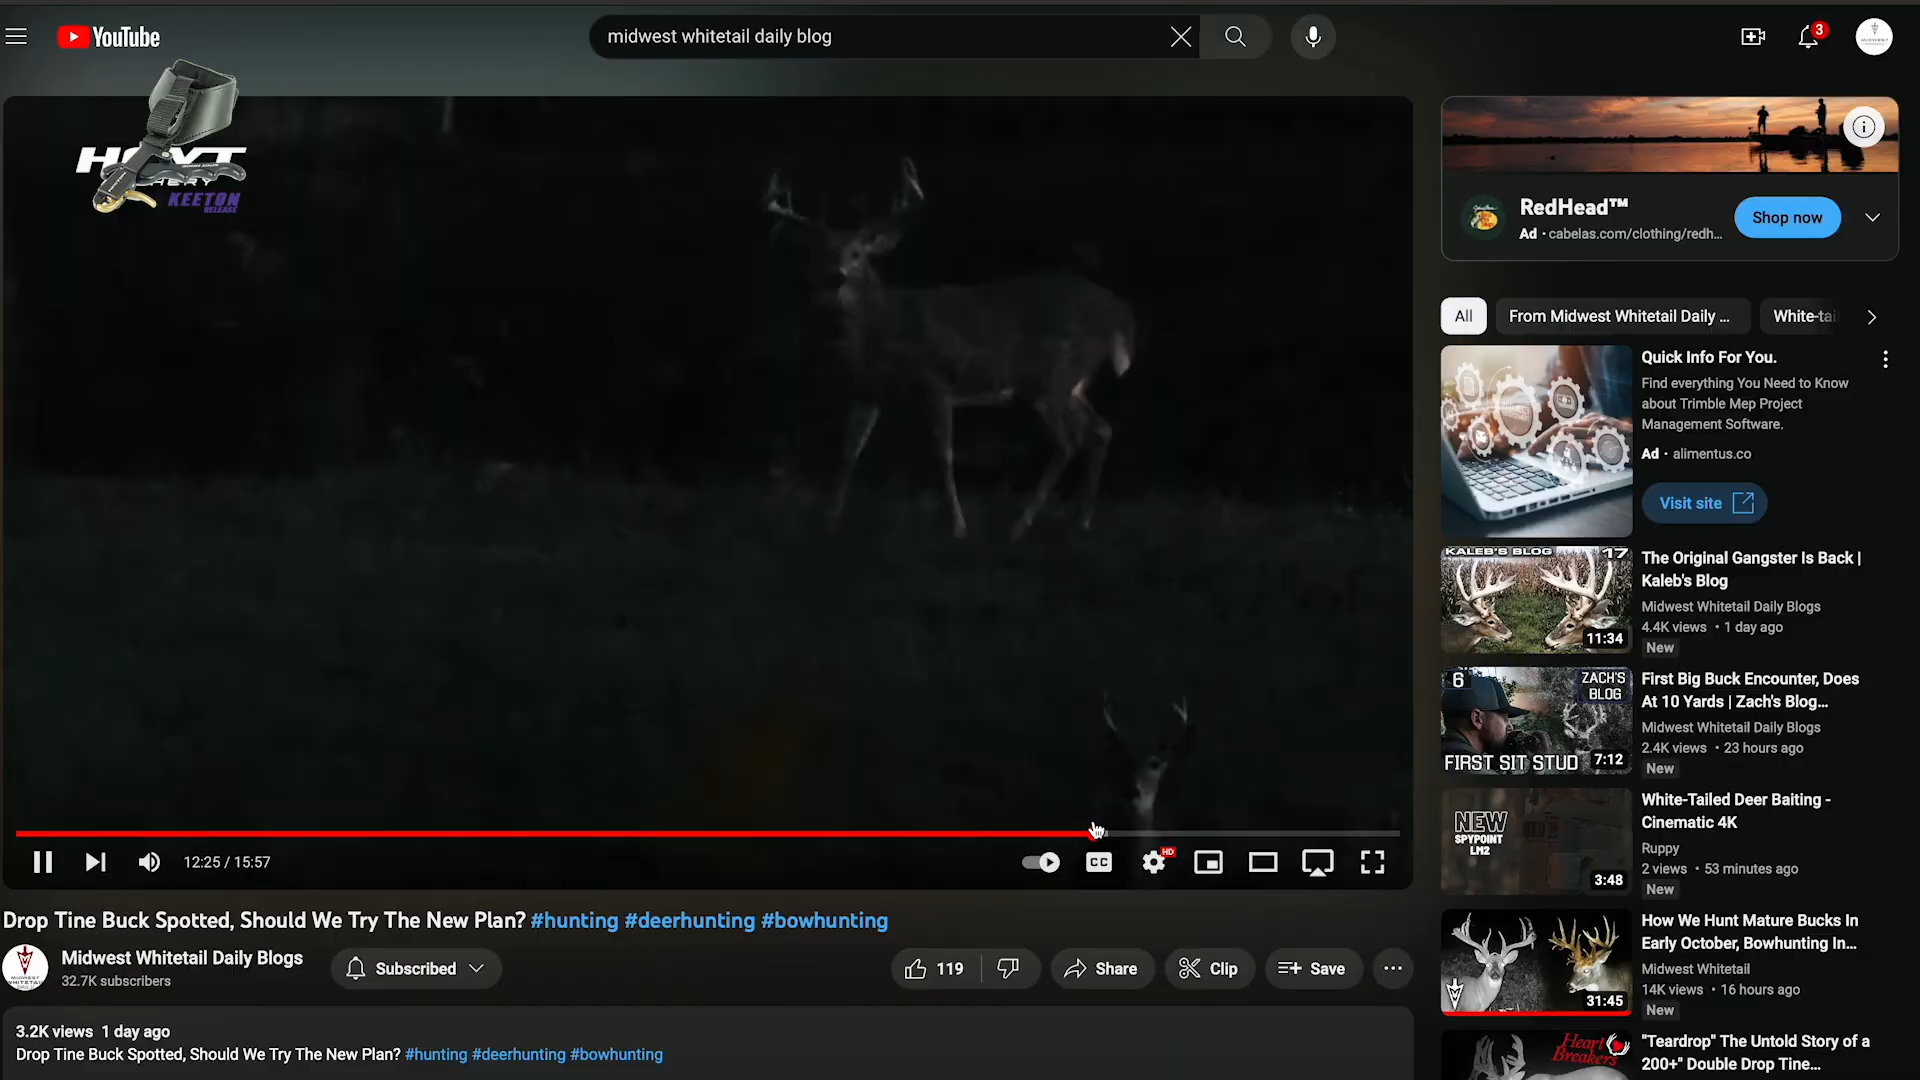 YouTube
midwest whitetail daily blog
3
KEETON
RELEASE
RedHead™
Ad · cabelas.com/clothing/redh...
Shop now
All
From Midwest Whitetail Daily ...
White-tai
Quick Info For You.
Find everything You Need to Know
about Trimble Mep Project
Management Software.
Ad · alimentus.co
Visit site
KALEB'S BLOG 17
11:34
The Original Gangster Is Back |
Kaleb's Blog
Midwest Whitetail Daily Blogs
4.4K views • 1 day ago
New
6
ZACH'S
BLOG
FIRST SIT STUD
7:12
First Big Buck Encounter, Does
At 10 Yards | Zach's Blog...
Midwest Whitetail Daily Blogs
2.4K views • 23 hours ago
New
NEW
SPYPOINT
LM2
3:48
White-Tailed Deer Baiting -
Cinematic 4K
Ruppy
2 views • 53 minutes ago
New
31:45
How We Hunt Mature Bucks In
Early October, Bowhunting In...
Midwest Whitetail
14K views • 16 hours ago
New
Heart
Breakers
"Teardrop" The Untold Story of a
200+" Double Drop Tine...
12:25 / 15:57
CC
HD
Drop Tine Buck Spotted, Should We Try The New Plan? #hunting #deerhunting #bowhunting
Midwest Whitetail Daily Blogs
32.7K subscribers
Subscribed
119
Share
Clip
Save
3.2K views 1 day ago
Drop Tine Buck Spotted, Should We Try The New Plan? #hunting #deerhunting #bowhunting